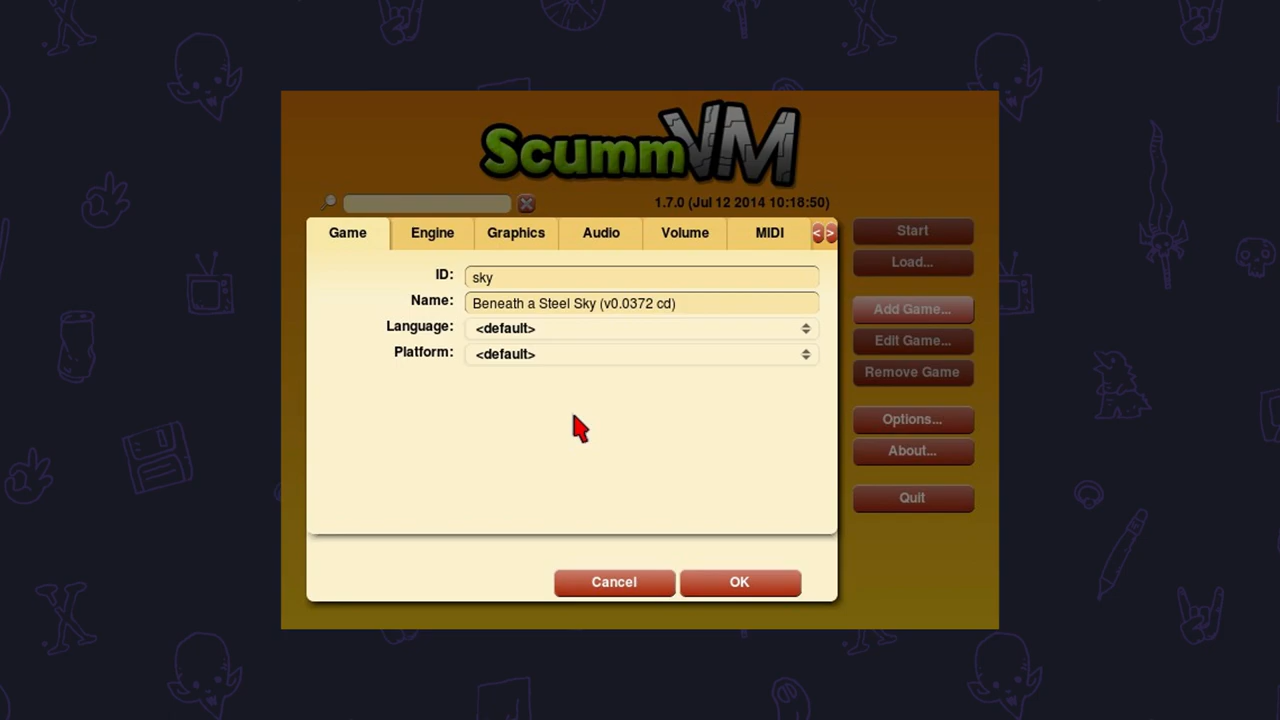 ScummVM
1.7.0 (Jul 12 2014 10:18:50)
Game Engine Graphics Audio Volume MIDI < >
ID: sky
Name: Beneath a Steel Sky (v0.0372 cd)
Language: <default>
Platform: <default>
Cancel OK
Start
Load...
Add Game...
Edit Game...
Remove Game
Options...
About...
Quit